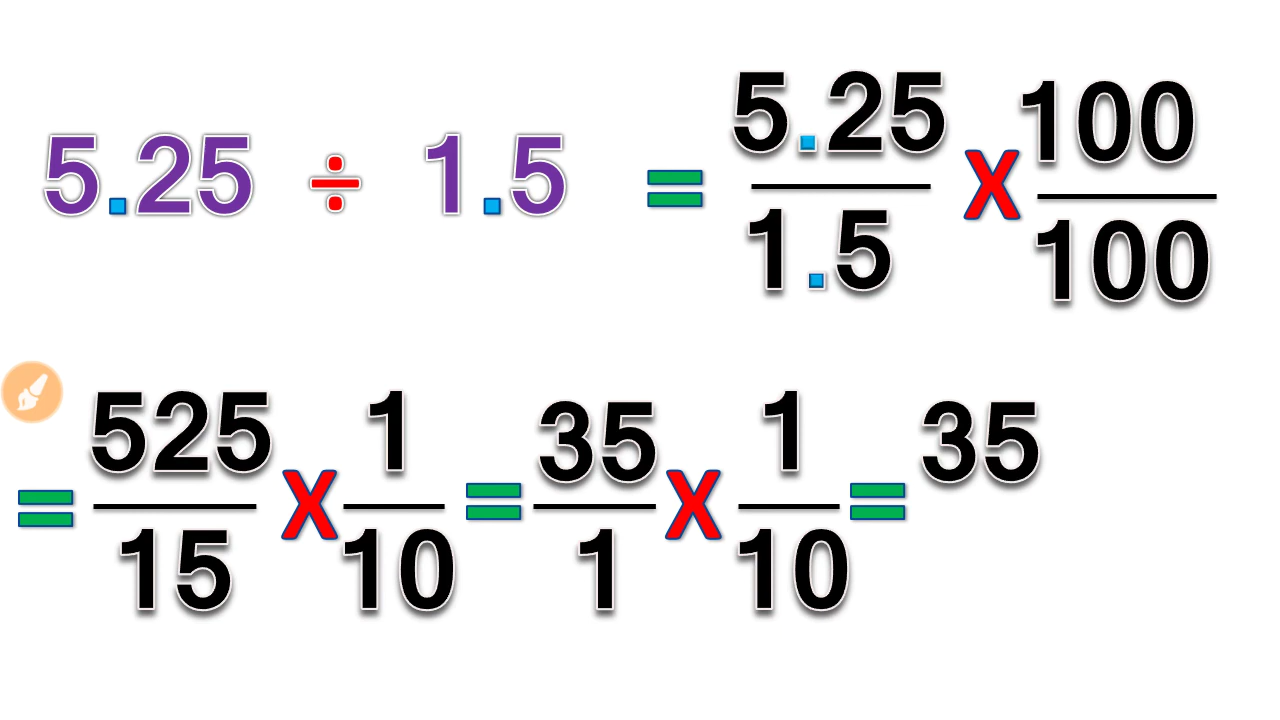 5.25 ÷ 1.5 = 5.25/1.5 X 100/100
= 525/15 X 1/10 = 35/1 X 1/10 = 35